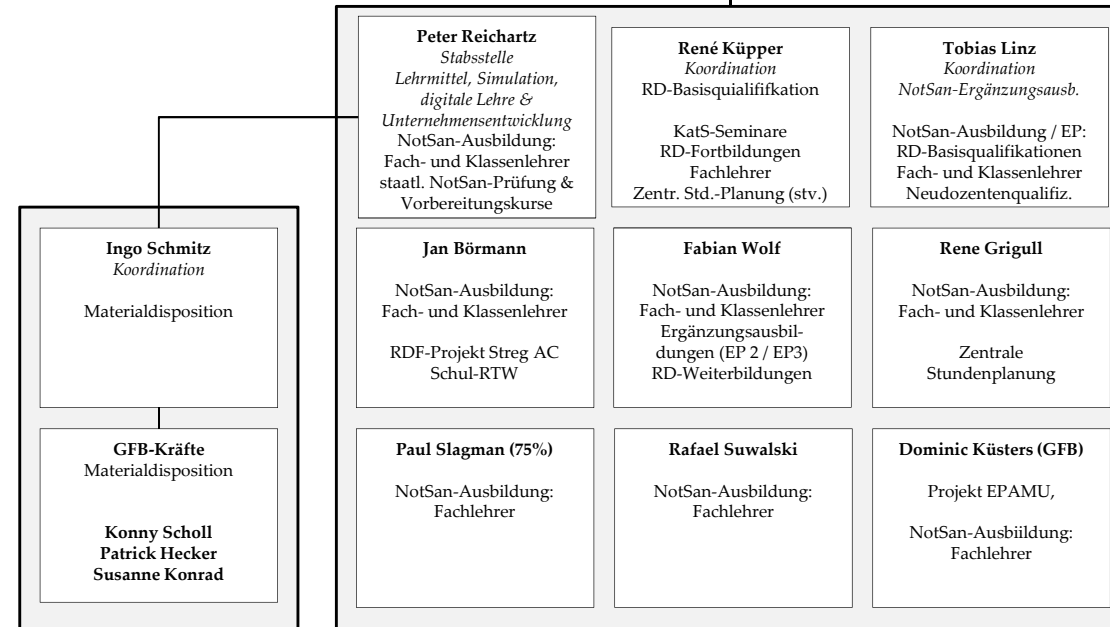 Peter Reichartz
Stabsstelle
Lehrmittel, Simulation,
digitale Lehre &
Unternehmensentwicklung
NotSan-Ausbildung:
Fach- und Klassenlehrer
staatl. NotSan-Prüfung &
Vorbereitungskurse
René Küpper
Koordination
RD-Basisquialififkation
KatS-Seminare
RD-Fortbildungen
Fachlehrer
Zentr. Std.-Planung (stv.)
Tobias Linz
Koordination
NotSan-Ergänzungsausb.
NotSan-Ausbildung / EP:
RD-Basisqualifikationen
Fach- und Klassenlehrer
Neudozentenqualifiz.
Ingo Schmitz
Koordination
Materialdisposition
Jan Börmann
NotSan-Ausbildung:
Fach- und Klassenlehrer
RDF-Projekt Streg AC
Schul-RTW
Fabian Wolf
NotSan-Ausbildung:
Fach- und Klassenlehrer
Ergänzungsausbil-
dungen (EP 2 / EP3)
RD-Weiterbildungen
Rene Grigull
NotSan-Ausbildung:
Fach- und Klassenlehrer
Zentrale
Stundenplanung
GFB-Kräfte
Materialdisposition
Konny Scholl
Patrick Hecker
Susanne Konrad
Paul Slagman (75%)
NotSan-Ausbildung:
Fachlehrer
Rafael Suwalski
NotSan-Ausbildung:
Fachlehrer
Dominic Küsters (GFB)
Projekt EPAMU,
NotSan-Ausbiildung:
Fachlehrer